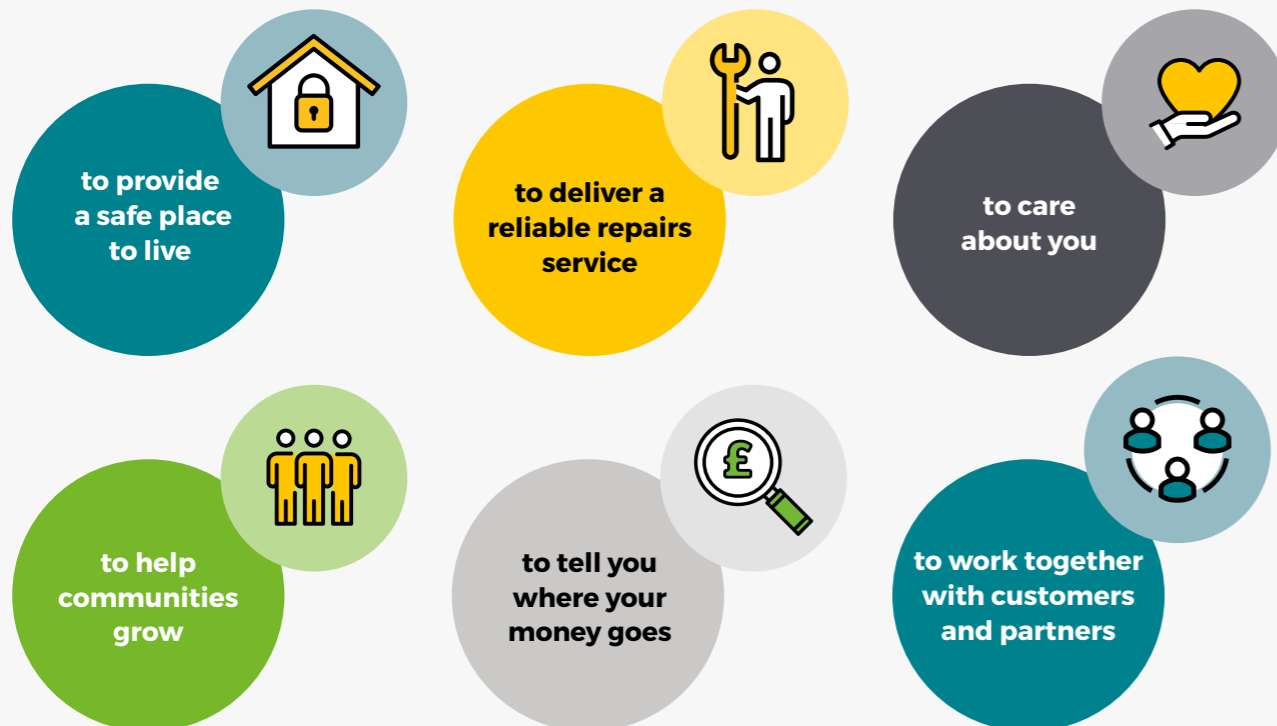 to provide
a safe place
to live
to deliver a
reliable repairs
service
to care
about you
to help
communities
grow
£
to tell you
where your
money goes
to work together
with customers
and partners